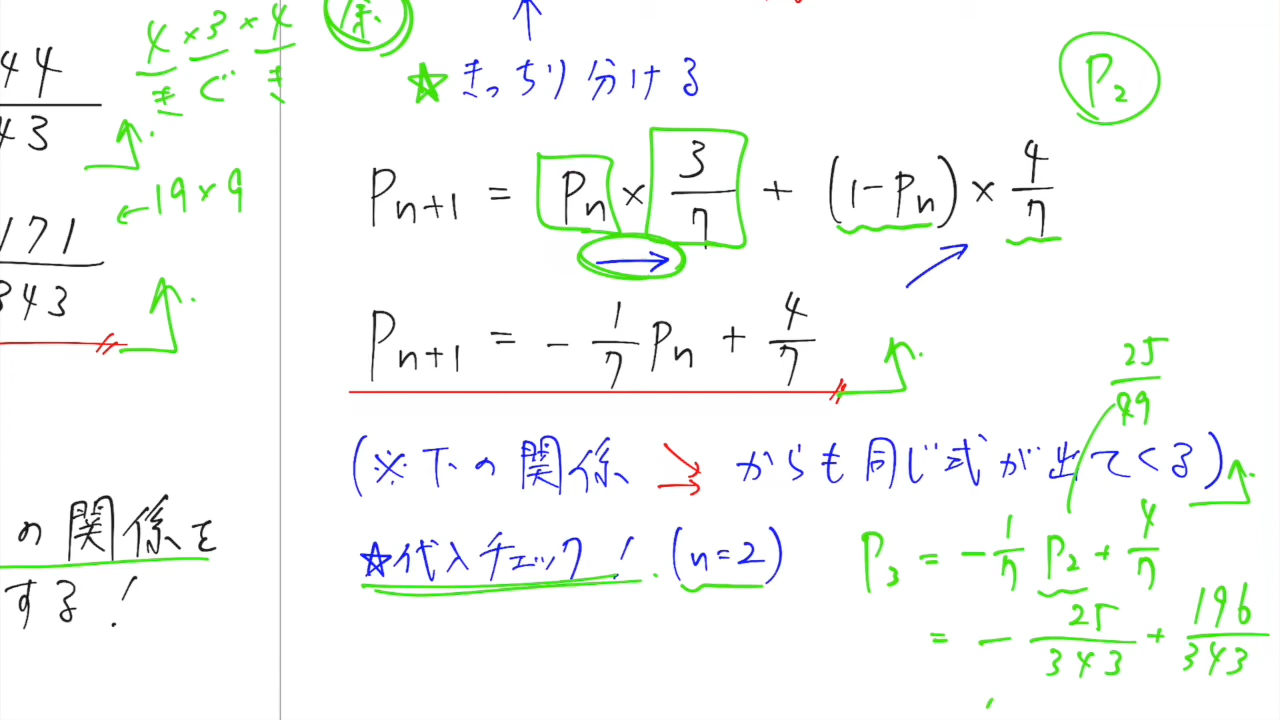 4×3×4
き ぐ き
44
43
19×9
171
343
の関係を
する!
★きっちり分ける
P₂
Pn+1 = Pn × 3/7 + (1-Pn) × 4/7
Pn+1 = - 1/7 Pn + 4/7
25/49
(※下の関係 からも同じ式が出てくる)
★代入チェック! (n=2)
P₃ = - 1/7 P₂ + 4/7
= - 25/343 + 196/343